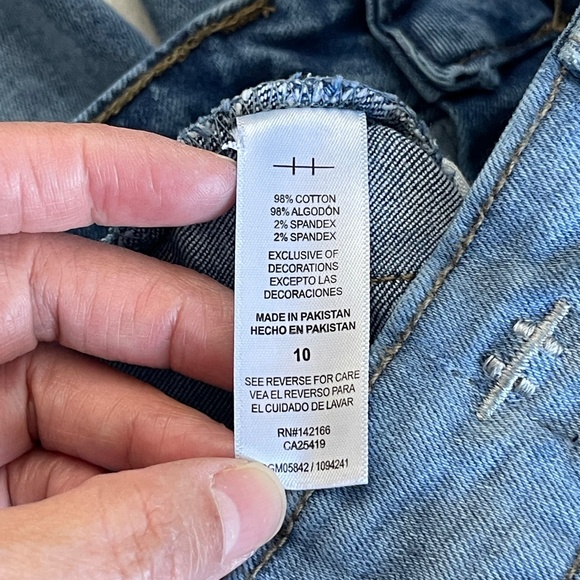 98% COTTON
98% ALGODÓN
2% SPANDEX
2% SPANDEX
EXCLUSIVE OF
DECORATIONS
EXCEPTO LAS
DECORACIONES
MADE IN PAKISTAN
HECHO EN PAKISTAN
10
SEE REVERSE FOR CARE
VEA EL REVERSO PARA
EL CUIDADO DE LAVAR
RN#142166
CA25419
GM05842 / 1094241